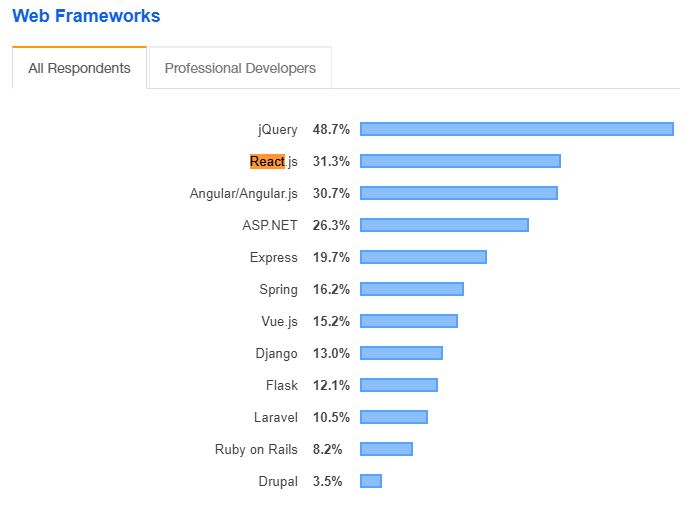 Web Frameworks
All Respondents Professional Developers
jQuery 48.7%
React.js 31.3%
Angular/Angular.js 30.7%
ASP.NET 26.3%
Express 19.7%
Spring 16.2%
Vue.js 15.2%
Django 13.0%
Flask 12.1%
Laravel 10.5%
Ruby on Rails 8.2%
Drupal 3.5%